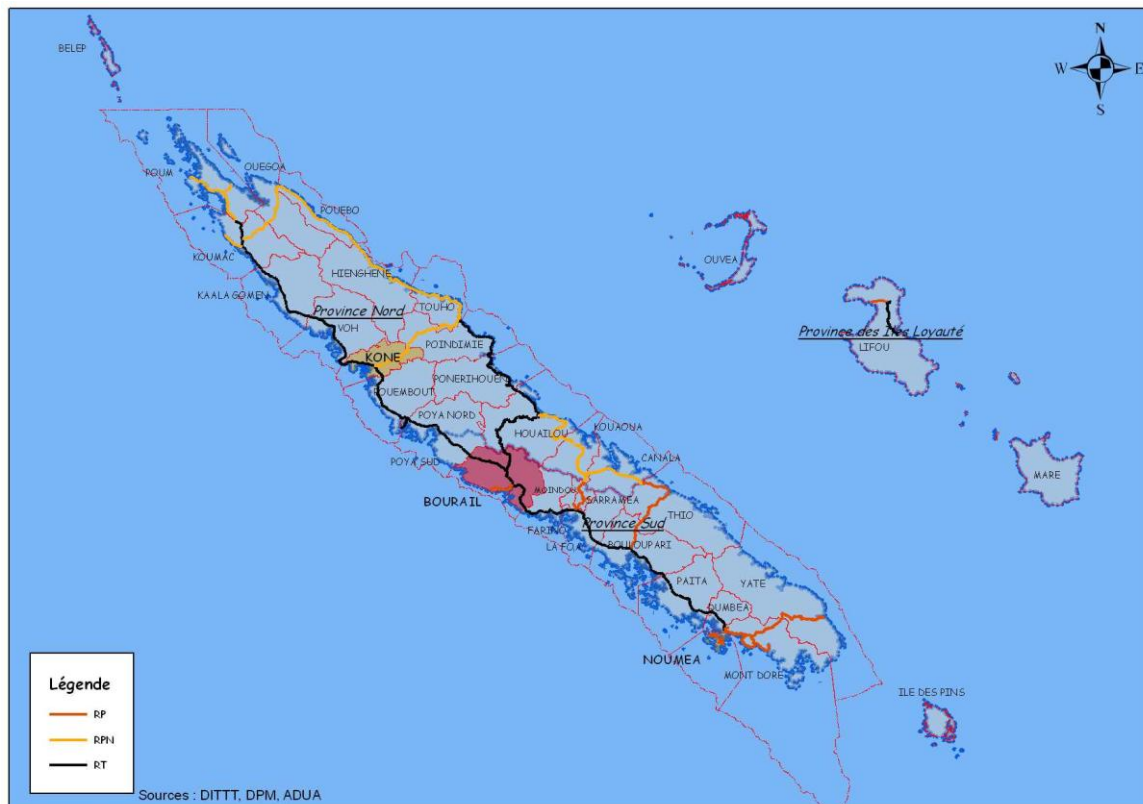 N
W E
S
BELEP
OUEGOA
POUM
POUEBO
KOUMAC
HIENGHENE
OUVEA
KAALA GOMEN
TOUHO
Province Nord
VOH
Province des Iles Loyauté
LIFOU
POINDIMIE
KONE
PONERIHOUEN
POUEMBOUT
POYA NORD
HOUAILOU
KOUAOUA
POYA SUD
CANALA
MARE
MOINDOU
BOURAIL
SARRAMEA
THIO
Province Sud
FARINO
LA FOA
BOULOUPARI
PAITA
YATE
DUMBEA
NOUMEA
MONT DORE
ILE DES PINS
Légende
RP
RPN
RT
Sources : DITTT, DPM, ADUA